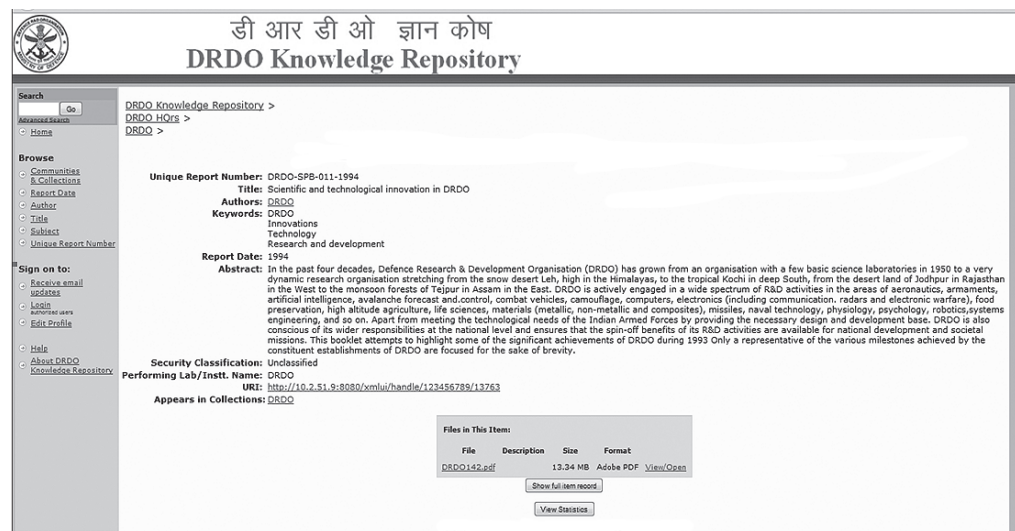 डी आर डी ओ ज्ञान कोष
DRDO Knowledge Repository
Search
Go
Advanced Search
Home
Browse
Communities
& Collections
Report Date
Author
Title
Subject
Unique Report Number
Sign on to:
Receive email
updates
Login
authorized users
Edit Profile
Help
About DRDO
Knowledge Repository
DRDO Knowledge Repository >
DRDO HQrs >
DRDO >
Unique Report Number: DRDO-SPB-011-1994
Title: Scientific and technological innovation in DRDO
Authors: DRDO
Keywords: DRDO
Innovations
Technology
Research and development
Report Date: 1994
Abstract: In the past four decades, Defence Research & Development Organisation (DRDO) has grown from an organisation with a few basic science laboratories in 1950 to a very
dynamic research organisation stretching from the snow desert Leh, high in the Himalayas, to the tropical Kochi in deep South, from the desert land of Jodhpur in Rajasthan
in the West to the monsoon forests of Tejpur in Assam in the East. DRDO is actively engaged in a wide spectrum of R&D activities in the areas of aeronautics, armaments,
artificial intelligence, avalanche forecast and.control, combat vehicles, camouflage, computers, electronics (including communication. radars and electronic warfare), food
preservation, high altitude agriculture, life sciences, materials (metallic, non-metallic and composites), missiles, naval technology, physiology, psychology, robotics,systems
engineering, and so on. Apart from meeting the technological needs of the Indian Armed Forces by providing the necessary design and development base. DRDO is also
conscious of its wider responsibilities at the national level and ensures that the spin-off benefits of its R&D activities are available for national development and societal
missions. This booklet attempts to highlight some of the significant achievements of DRDO during 1993 Only a representative of the various milestones achieved by the
constituent establishments of DRDO are focused for the sake of brevity.
Security Classification: Unclassified
Performing Lab/Instt. Name: DRDO
URI: http://10.2.51.9:8080/xmlui/handle/123456789/13763
Appears in Collections: DRDO
Files in This Item:
File Description Size Format
DRDO142.pdf 13.34 MB Adobe PDF View/Open
Show full item record
View Statistics